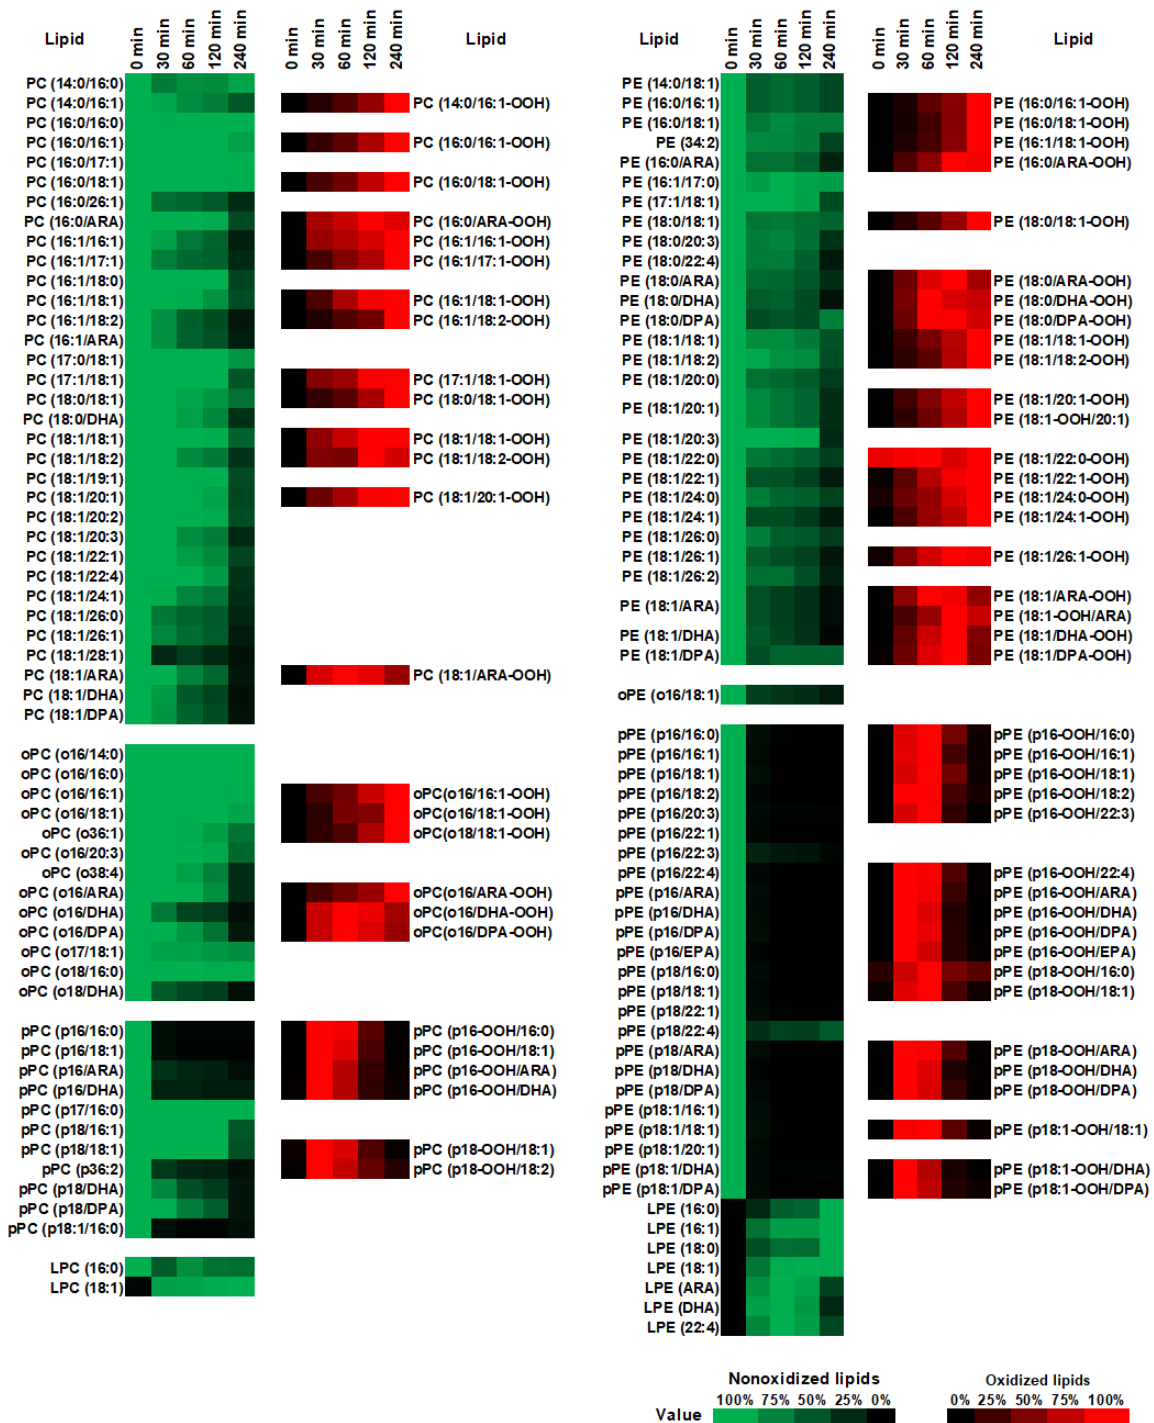 Lipid 0 min 30 min 60 min 120 min 240 min
PC (14:0/16:0)
PC (14:0/16:1)
PC (16:0/16:0)
PC (16:0/16:1)
PC (16:0/17:1)
PC (16:0/18:1)
PC (16:0/26:1)
PC (16:0/ARA)
PC (16:1/16:1)
PC (16:1/17:1)
PC (16:1/18:0)
PC (16:1/18:1)
PC (16:1/18:2)
PC (16:1/ARA)
PC (17:0/18:1)
PC (17:1/18:1)
PC (18:0/18:1)
PC (18:0/DHA)
PC (18:1/18:1)
PC (18:1/18:2)
PC (18:1/19:1)
PC (18:1/20:1)
PC (18:1/20:2)
PC (18:1/20:3)
PC (18:1/22:1)
PC (18:1/22:4)
PC (18:1/24:1)
PC (18:1/26:0)
PC (18:1/26:1)
PC (18:1/28:1)
PC (18:1/ARA)
PC (18:1/DHA)
PC (18:1/DPA)
oPC (o16/14:0)
oPC (o16/16:0)
oPC (o16/16:1)
oPC (o16/18:1)
oPC (o36:1)
oPC (o16/20:3)
oPC (o38:4)
oPC (o16/ARA)
oPC (o16/DHA)
oPC (o16/DPA)
oPC (o17/18:1)
oPC (o18/16:0)
oPC (o18/DHA)
pPC (p16/16:0)
pPC (p16/18:1)
pPC (p16/ARA)
pPC (p16/DHA)
pPC (p17/16:0)
pPC (p18/16:1)
pPC (p18/18:1)
pPC (p36:2)
pPC (p18/DHA)
pPC (p18/DPA)
pPC (p18:1/16:0)
LPC (16:0)
LPC (18:1)
0 min 30 min 60 min 120 min 240 min Lipid
PC (14:0/16:1-OOH)
PC (16:0/16:1-OOH)
PC (16:0/18:1-OOH)
PC (16:0/ARA-OOH)
PC (16:1/16:1-OOH)
PC (16:1/17:1-OOH)
PC (16:1/18:1-OOH)
PC (16:1/18:2-OOH)
PC (17:1/18:1-OOH)
PC (18:0/18:1-OOH)
PC (18:1/18:1-OOH)
PC (18:1/18:2-OOH)
PC (18:1/20:1-OOH)
PC (18:1/ARA-OOH)
oPC(o16/16:1-OOH)
oPC(o16/18:1-OOH)
oPC(o18/18:1-OOH)
oPC(o16/ARA-OOH)
oPC(o16/DHA-OOH)
oPC(o16/DPA-OOH)
pPC (p16-OOH/16:0)
pPC (p16-OOH/18:1)
pPC (p16-OOH/ARA)
pPC (p16-OOH/DHA)
pPC (p18-OOH/18:1)
pPC (p18-OOH/18:2)
Lipid 0 min 30 min 60 min 120 min 240 min
PE (14:0/18:1)
PE (16:0/16:1)
PE (16:0/18:1)
PE (34:2)
PE (16:0/ARA)
PE (16:1/17:0)
PE (17:1/18:1)
PE (18:0/18:1)
PE (18:0/20:3)
PE (18:0/22:4)
PE (18:0/ARA)
PE (18:0/DHA)
PE (18:0/DPA)
PE (18:1/18:1)
PE (18:1/18:2)
PE (18:1/20:0)
PE (18:1/20:1)
PE (18:1/20:3)
PE (18:1/22:0)
PE (18:1/22:1)
PE (18:1/24:0)
PE (18:1/24:1)
PE (18:1/26:0)
PE (18:1/26:1)
PE (18:1/26:2)
PE (18:1/ARA)
PE (18:1/DHA)
PE (18:1/DPA)
oPE (o16/18:1)
pPE (p16/16:0)
pPE (p16/16:1)
pPE (p16/18:1)
pPE (p16/18:2)
pPE (p16/20:3)
pPE (p16/22:1)
pPE (p16/22:3)
pPE (p16/22:4)
pPE (p16/ARA)
pPE (p16/DHA)
pPE (p16/DPA)
pPE (p16/EPA)
pPE (p18/16:0)
pPE (p18/18:1)
pPE (p18/22:1)
pPE (p18/22:4)
pPE (p18/ARA)
pPE (p18/DHA)
pPE (p18/DPA)
pPE (p18:1/16:1)
pPE (p18:1/18:1)
pPE (p18:1/20:1)
pPE (p18:1/DHA)
pPE (p18:1/DPA)
LPE (16:0)
LPE (16:1)
LPE (18:0)
LPE (18:1)
LPE (ARA)
LPE (DHA)
LPE (22:4)
0 min 30 min 60 min 120 min 240 min Lipid
PE (16:0/16:1-OOH)
PE (16:0/18:1-OOH)
PE (16:1/18:1-OOH)
PE (16:0/ARA-OOH)
PE (18:0/18:1-OOH)
PE (18:0/ARA-OOH)
PE (18:0/DHA-OOH)
PE (18:0/DPA-OOH)
PE (18:1/18:1-OOH)
PE (18:1/18:2-OOH)
PE (18:1/20:1-OOH)
PE (18:1-OOH/20:1)
PE (18:1/22:0-OOH)
PE (18:1/22:1-OOH)
PE (18:1/24:0-OOH)
PE (18:1/24:1-OOH)
PE (18:1/26:1-OOH)
PE (18:1/ARA-OOH)
PE (18:1-OOH/ARA)
PE (18:1/DHA-OOH)
PE (18:1/DPA-OOH)
pPE (p16-OOH/16:0)
pPE (p16-OOH/16:1)
pPE (p16-OOH/18:1)
pPE (p16-OOH/18:2)
pPE (p16-OOH/22:3)
pPE (p16-OOH/22:4)
pPE (p16-OOH/ARA)
pPE (p16-OOH/DHA)
pPE (p16-OOH/DPA)
pPE (p16-OOH/EPA)
pPE (p18-OOH/16:0)
pPE (p18-OOH/18:1)
pPE (p18-OOH/ARA)
pPE (p18-OOH/DHA)
pPE (p18-OOH/DPA)
pPE (p18:1-OOH/18:1)
pPE (p18:1-OOH/DHA)
pPE (p18:1-OOH/DPA)
Nonoxidized lipids
100% 75% 50% 25% 0%
Value
Oxidized lipids
0% 25% 50% 75% 100%